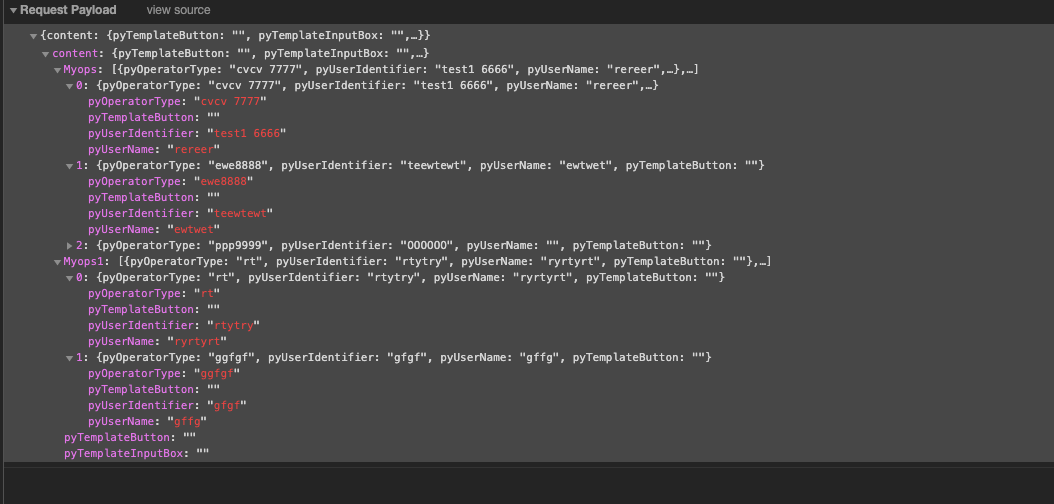 Request Payload view source
{content: {pyTemplateButton: "", pyTemplateInputBox: "",…}}
content: {pyTemplateButton: "", pyTemplateInputBox: "",…}
Myops: [{pyOperatorType: "cvcv 7777", pyUserIdentifier: "test1 6666", pyUserName: "rereer",…},…]
0: {pyOperatorType: "cvcv 7777", pyUserIdentifier: "test1 6666", pyUserName: "rereer",…}
pyOperatorType: "cvcv 7777"
pyTemplateButton: ""
pyUserIdentifier: "test1 6666"
pyUserName: "rereer"
1: {pyOperatorType: "ewe8888", pyUserIdentifier: "teewtewt", pyUserName: "ewtwet", pyTemplateButton: ""}
pyOperatorType: "ewe8888"
pyTemplateButton: ""
pyUserIdentifier: "teewtewt"
pyUserName: "ewtwet"
2: {pyOperatorType: "ppp9999", pyUserIdentifier: "OOOOOO", pyUserName: "", pyTemplateButton: ""}
Myops1: [{pyOperatorType: "rt", pyUserIdentifier: "rtytry", pyUserName: "ryrtyrt", pyTemplateButton: ""},…]
0: {pyOperatorType: "rt", pyUserIdentifier: "rtytry", pyUserName: "ryrtyrt", pyTemplateButton: ""}
pyOperatorType: "rt"
pyTemplateButton: ""
pyUserIdentifier: "rtytry"
pyUserName: "ryrtyrt"
1: {pyOperatorType: "ggfgf", pyUserIdentifier: "gfgf", pyUserName: "gffg", pyTemplateButton: ""}
pyOperatorType: "ggfgf"
pyTemplateButton: ""
pyUserIdentifier: "gfgf"
pyUserName: "gffg"
pyTemplateButton: ""
pyTemplateInputBox: ""